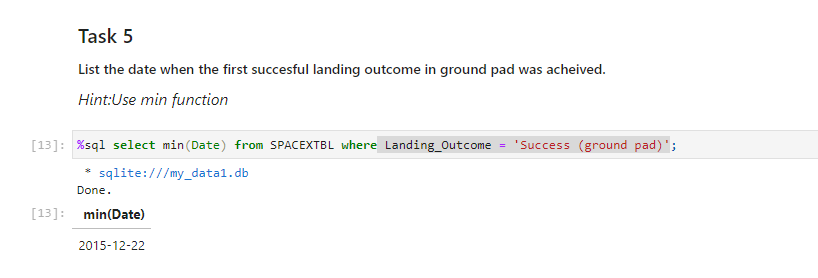 Task 5
List the date when the first succesful landing outcome in ground pad was acheived.
Hint:Use min function
[13]: %sql select min(Date) from SPACEXTBL where Landing_Outcome = 'Success (ground pad)';
* sqlite:///my_data1.db
Done.
[13]: min(Date)
2015-12-22